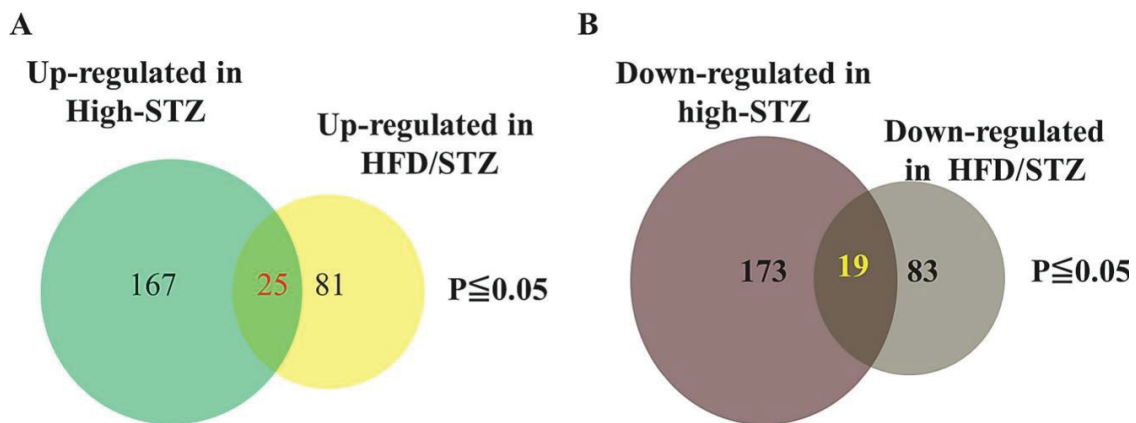 A
Up-regulated in
High-STZ
Up-regulated in
HFD/STZ
167
25
81
P≦0.05
B
Down-regulated in
high-STZ
Down-regulated
in HFD/STZ
173
19
83
P≦0.05